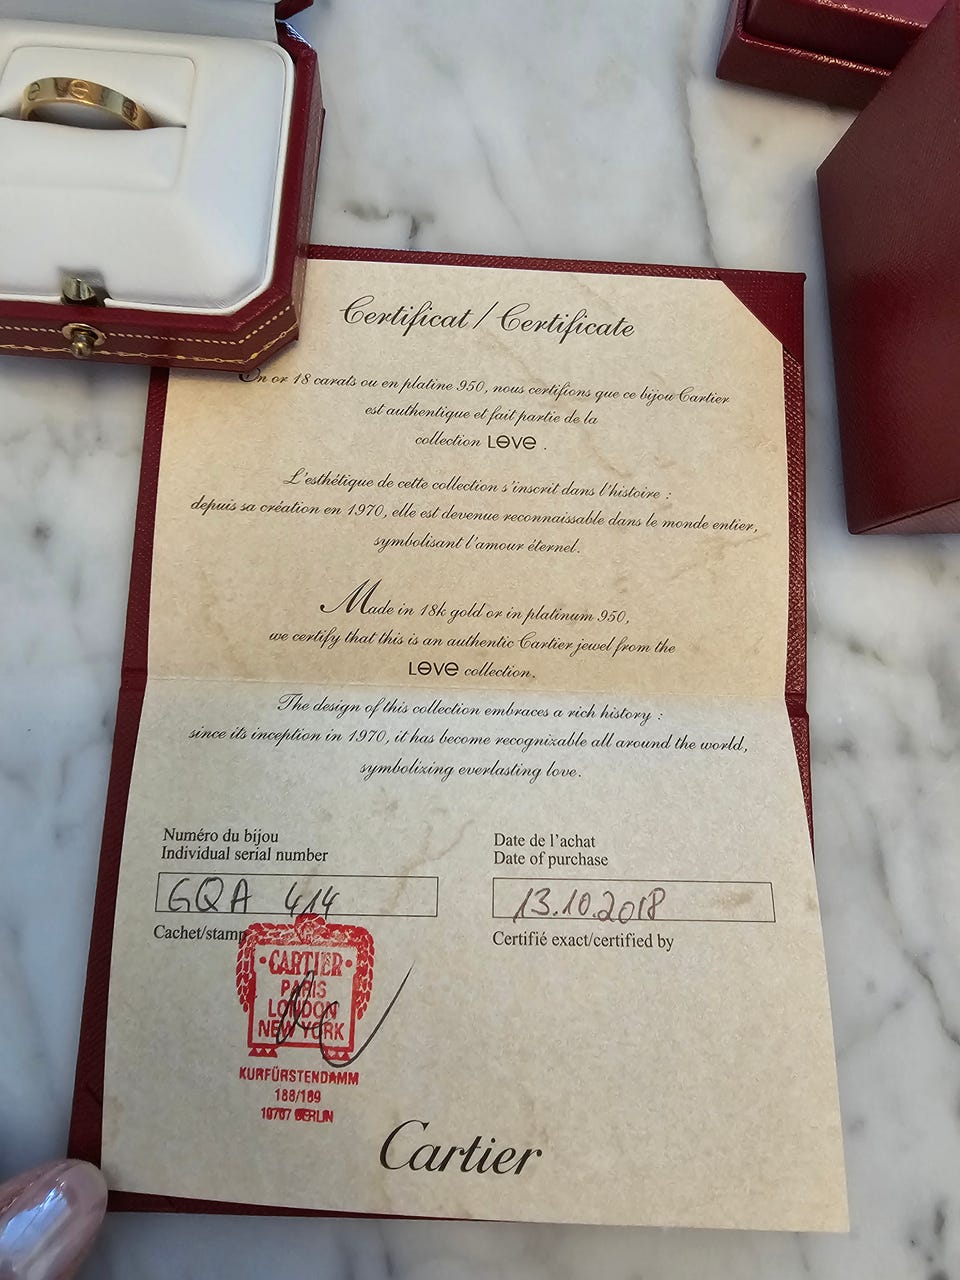 Certificat / Certificate
En or 18 carats ou en platine 950, nous certifions que ce bijou Cartier
est authentique et fait partie de la
collection LOVE .
L'esthétique de cette collection s'inscrit dans l'histoire :
depuis sa création en 1970, elle est devenue reconnaissable dans le monde entier,
symbolisant l'amour éternel.
Made in 18k gold or in platinum 950,
we certify that this is an authentic Cartier jewel from the
LOVE collection.
The design of this collection embraces a rich history :
since its inception in 1970, it has become recognizable all around the world,
symbolizing everlasting love.
Numéro du bijou
Individual serial number
GQA 414
Date de l'achat
Date of purchase
13.10.2018
Cachet/stamp
Certifié exact/certified by
CARTIER
PARIS
LONDON
NEW YORK
KURFÜRSTENDAMM
188/189
10707 BERLIN
Cartier